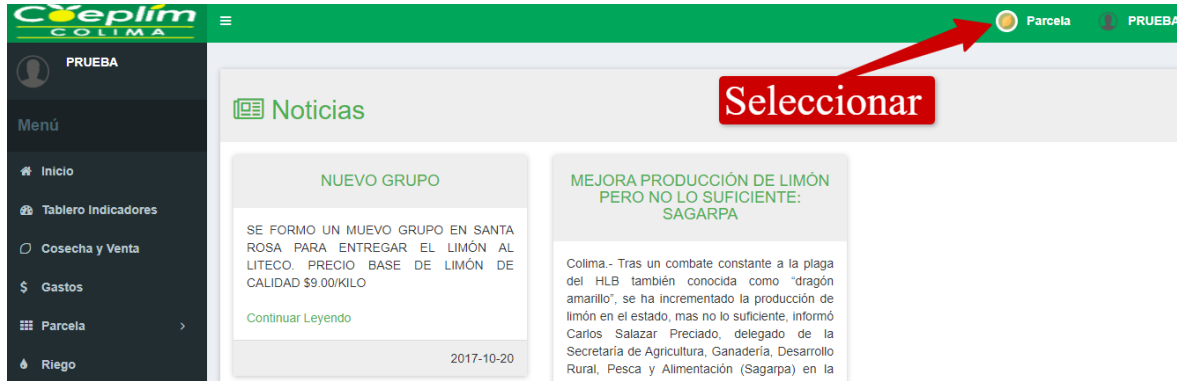 Coeplim
COLIMA
Parcela
PRUEBA
PRUEBA
Seleccionar
Menú
Inicio
Tablero Indicadores
Cosecha y Venta
$ Gastos
Parcela >
Riego
Noticias
NUEVO GRUPO
SE FORMO UN MUEVO GRUPO EN SANTA
ROSA PARA ENTREGAR EL LIMÓN AL
LITECO. PRECIO BASE DE LIMÓN DE
CALIDAD $9.00/KILO
Continuar Leyendo
2017-10-20
MEJORA PRODUCCIÓN DE LIMÓN
PERO NO LO SUFICIENTE:
SAGARPA
Colima.- Tras un combate constante a la plaga
del HLB también conocida como “dragón
amarillo”, se ha incrementado la producción de
limón en el estado, mas no lo suficiente, informó
Carlos Salazar Preciado, delegado de la
Secretaría de Agricultura, Ganadería, Desarrollo
Rural, Pesca y Alimentación (Sagarpa) en la